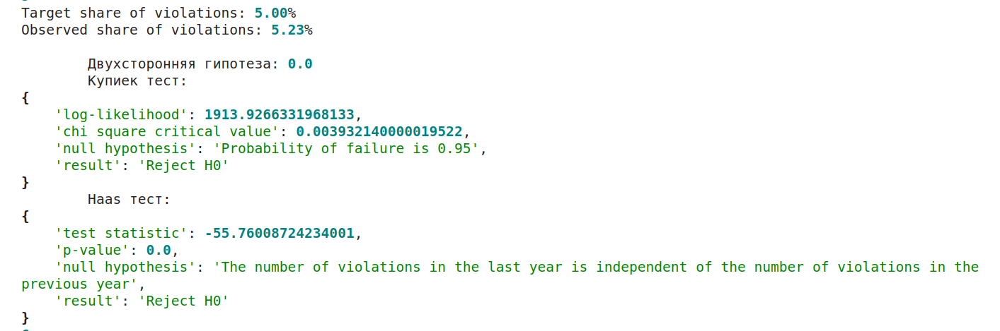 Target share of violations: 5.00%
Observed share of violations: 5.23%
Двухсторонняя гипотеза: 0.0
Купиек тест:
{
'log-likelihood': 1913.9266331968133,
'chi square critical value': 0.003932140000019522,
'null hypothesis': 'Probability of failure is 0.95',
'result': 'Reject H0'
}
Haas тест:
{
'test statistic': -55.76008724234001,
'p-value': 0.0,
'null hypothesis': 'The number of violations in the last year is independent of the number of violations in the
previous year',
'result': 'Reject H0'
}